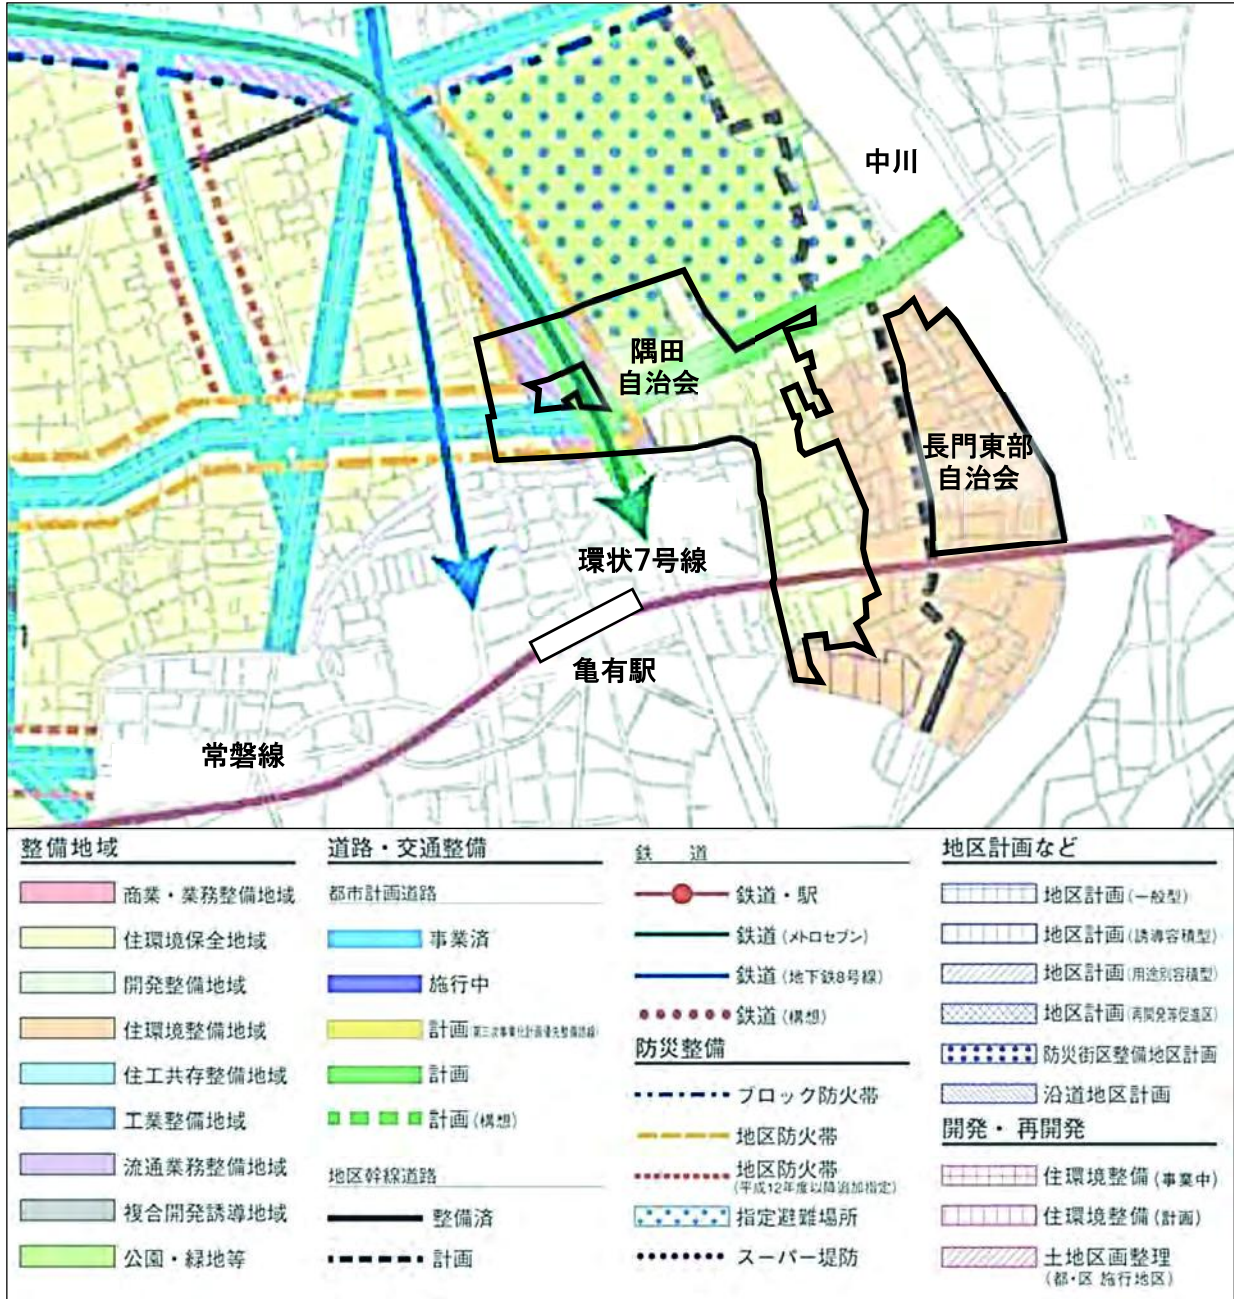 中川
隅田
自治会
長門東部
自治会
環状7号線
亀有駅
常磐線
1
整備地域
商業・業務整備地域
住環境保全地域
開発整備地域
住環境整備地域
住工共存整備地域
工業整備地域
流通業務整備地域
複合開発誘導地域
公園・緑地等
道路・交通整備
都市計画道路
事業済
施行中
計画(第三次事業化計画優先整備路線)
計画
計画(構想)
地区幹線道路
整備済
計画
鉄 道
鉄道・駅
鉄道(メトロセブン)
鉄道(地下鉄8号線)
鉄道(構想)
防災整備
ブロック防火帯
地区防火帯
地区防火帯
(平成12年度以降追加指定)
指定避難場所
スーパー堤防
地区計画など
地区計画(一般型)
地区計画(誘導容積型)
地区計画(用途別容積型)
地区計画(再開発等促進区)
防災街区整備地区計画
沿道地区計画
開発・再開発
住環境整備(事業中)
住環境整備(計画)
土地区画整理
(都・区 施行地区)